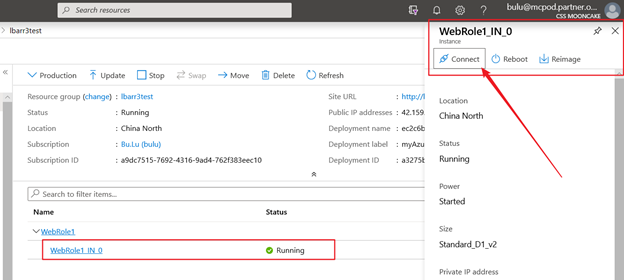 Search resources
bulu@mcpod.partner.o...
CSS MOONCAKE
lbarr3test
Production
Update
Stop
Swap
Move
Delete
Refresh
Resource group (change) : lbarr3test
Status : Running
Location : China North
Subscription : Bu.Lu (bulu)
Subscription ID : a9dc7515-7692-4316-9ad4-762f383eec10
Site URL : http:/
Public IP addresses : 42.159.
Deployment name : ec2c6b
Deployment label : myAzu
Deployment ID : a3275b
Search to filter items...
Name Status
WebRole1
WebRole1_IN_0 Running
WebRole1_IN_0
Instance
Connect Reboot Reimage
Location
China North
Status
Running
Power
Started
Size
Standard_D1_v2
Private IP address